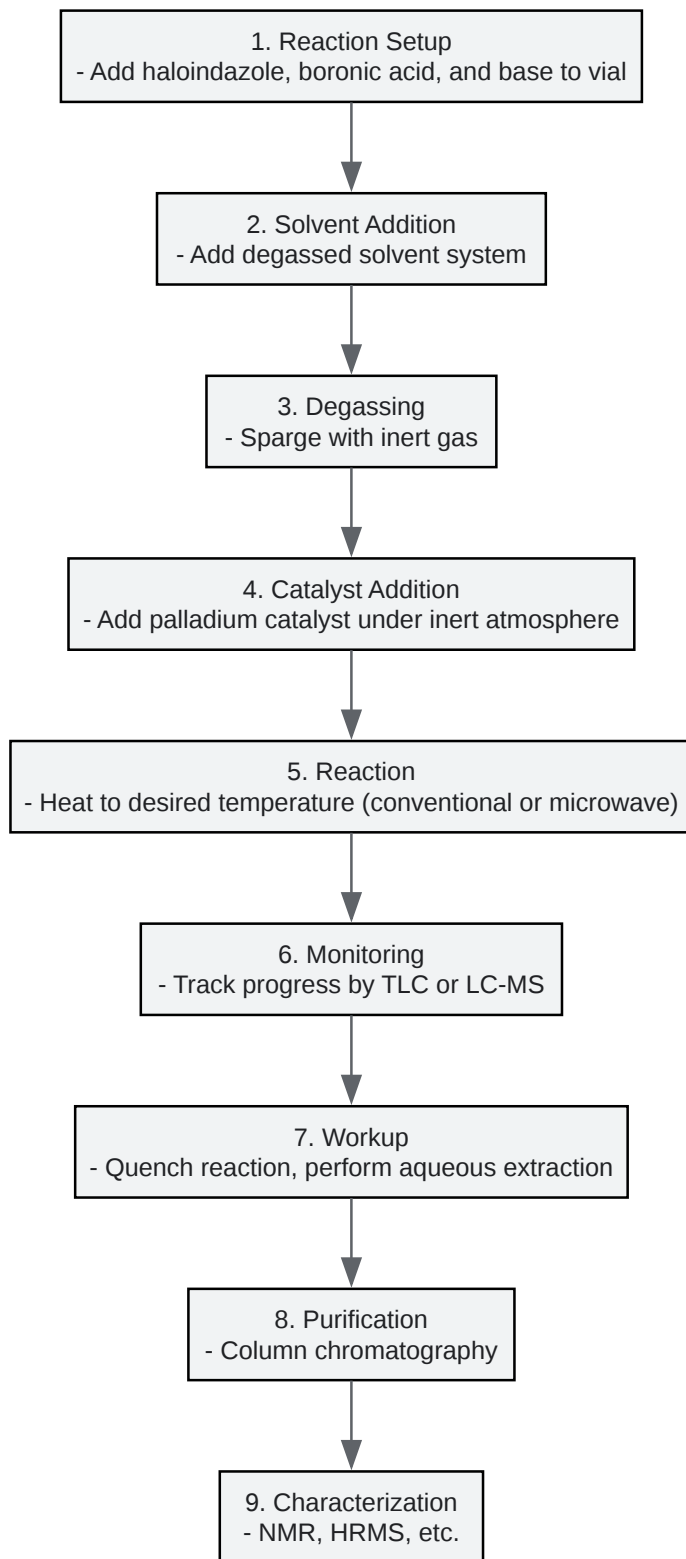 1. Reaction Setup
- Add haloindazole, boronic acid, and base to vial
2. Solvent Addition
- Add degassed solvent system
3. Degassing
- Sparge with inert gas
4. Catalyst Addition
- Add palladium catalyst under inert atmosphere
5. Reaction
- Heat to desired temperature (conventional or microwave)
6. Monitoring
- Track progress by TLC or LC-MS
7. Workup
- Quench reaction, perform aqueous extraction
8. Purification
- Column chromatography
9. Characterization
- NMR, HRMS, etc.